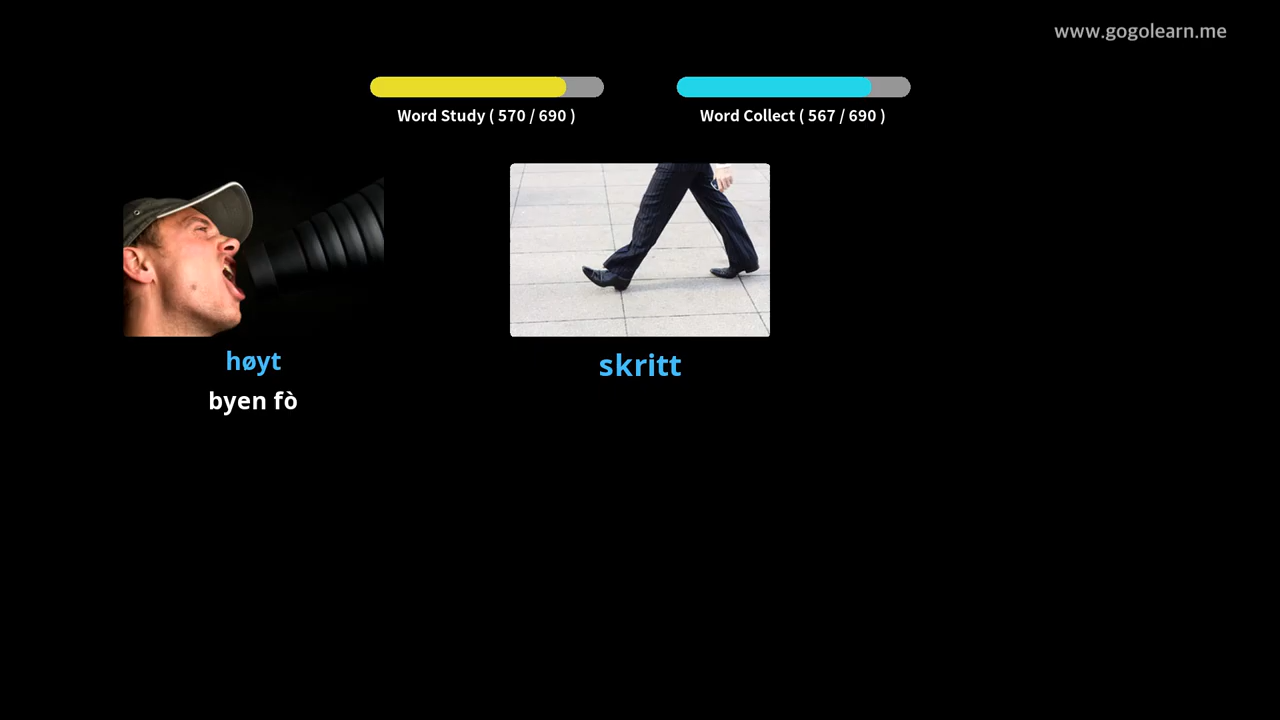 www.gogolearn.me
Word Study ( 570 / 690 )
Word Collect ( 567 / 690 )
høyt
byen fò
skritt